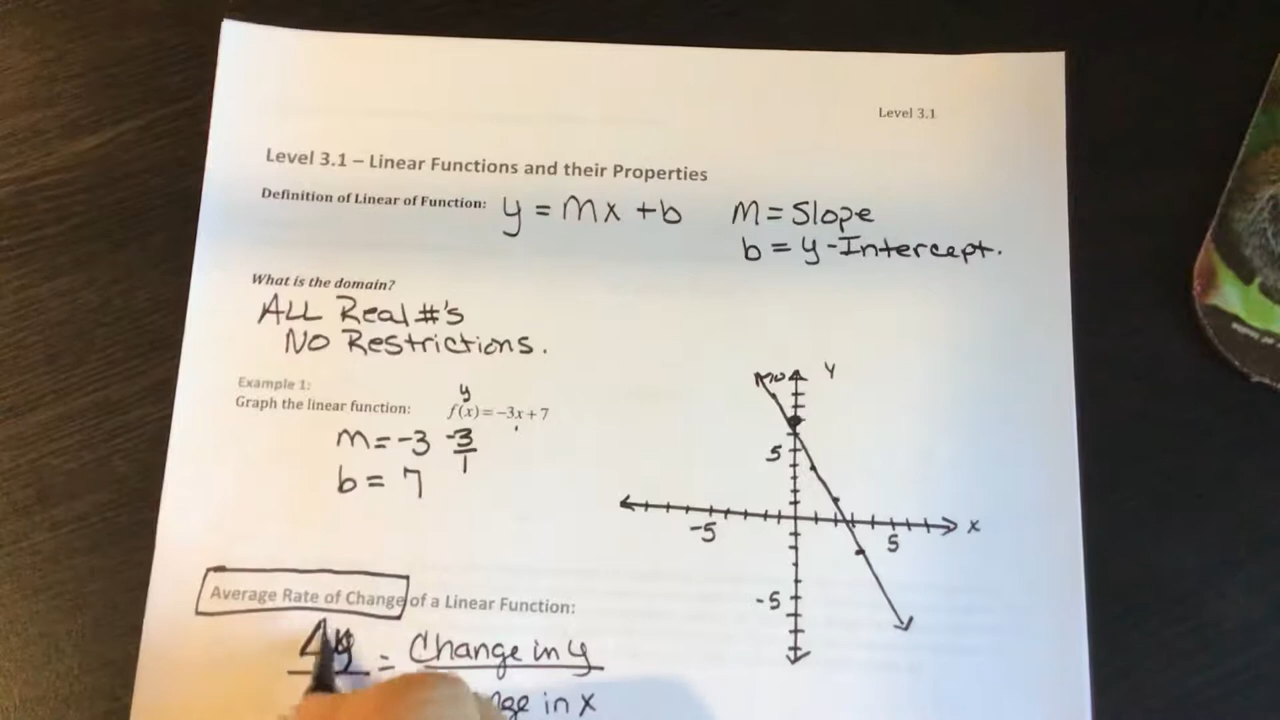 Level 3.1
Level 3.1 – Linear Functions and their Properties
Definition of Linear of Function: y = mx + b m = Slope
b = y-Intercept.
What is the domain?
ALL Real #'s
NO Restrictions.
Example 1:
y
Graph the linear function: f(x) = -3x + 7
m = -3 -3/1
b = 7
10 y
5
-5 5 x
-5
Average Rate of Change of a Linear Function:
Δy = Change in y
in x